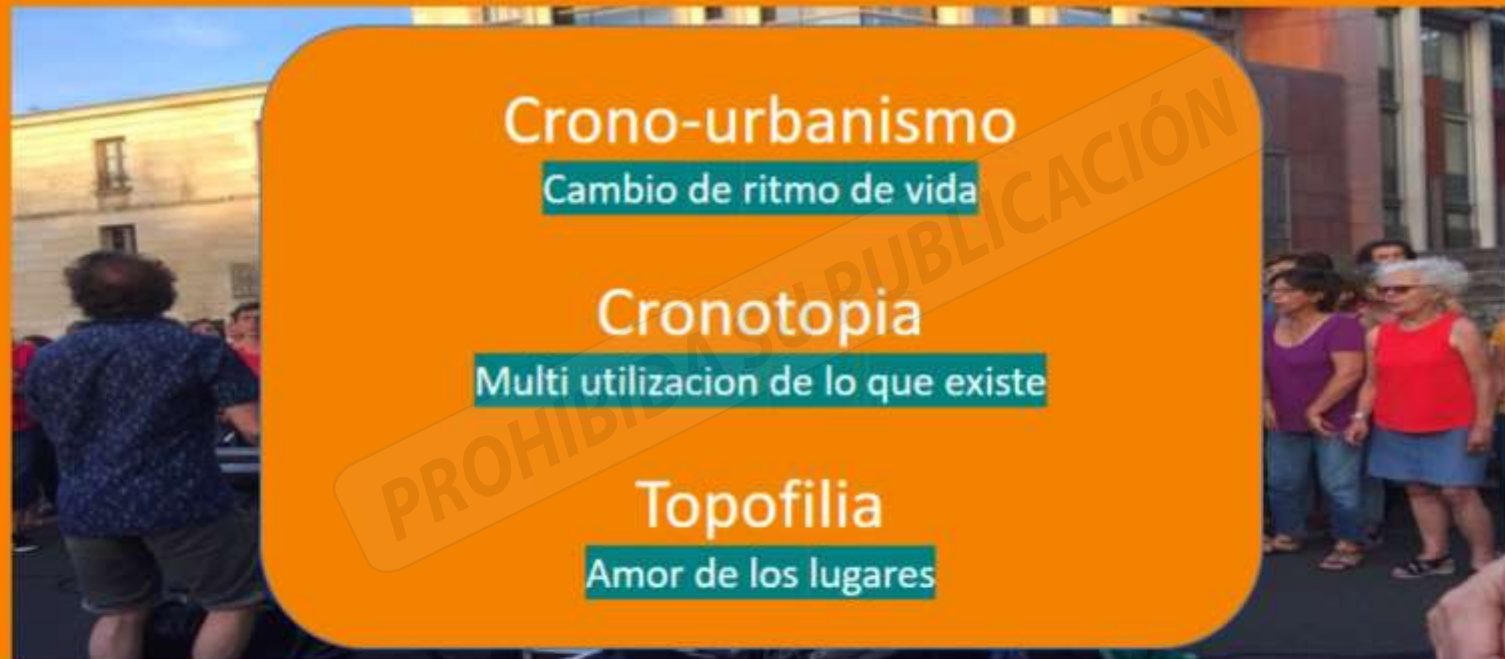 Crono-urbanismo
Cambio de ritmo de vida
Cronotopia
Multi utilizacion de lo que existe
Topofilia
Amor de los lugares
PROHIBIDA SU PUBLICACIÓN